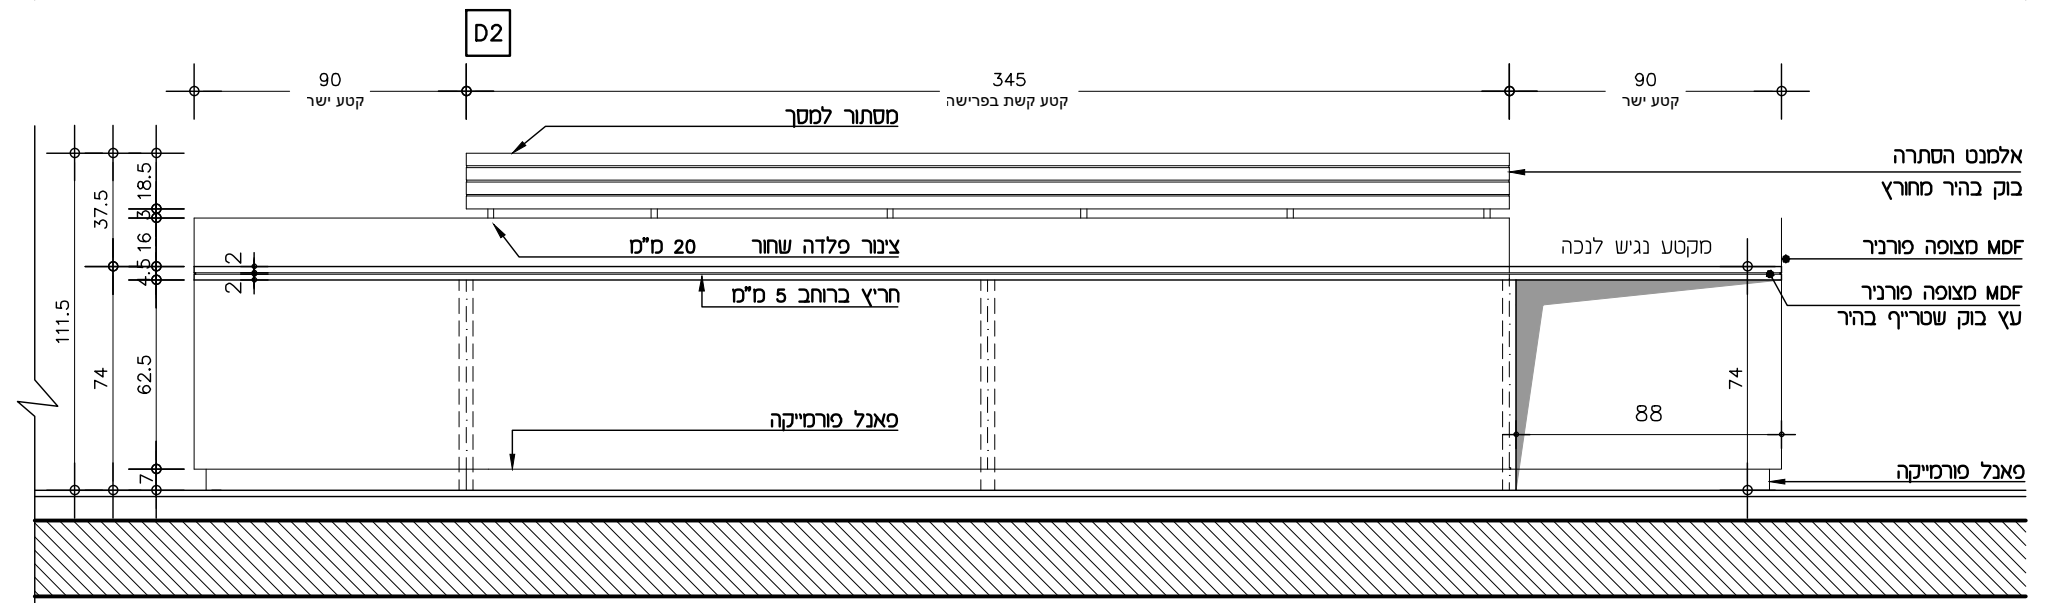 D2
90
קטע ישר
345
קטע קשת בפרישה
90
קטע ישר
מסתור למסך
אלמנט הסתרה
בוק בהיר מחורץ
18.5
3
37.5
16
צינור פלדה שחור 20 מ"מ
מקטע נגיש לנכה
MDF מצופה פורניר
2
4.5
2
חריץ ברוחב 5 מ"מ
MDF מצופה פורניר
עץ בוק שטרייף בהיר
111.5
74
62.5
74
88
פאנל פורמייקה
פאנל פורמייקה
7